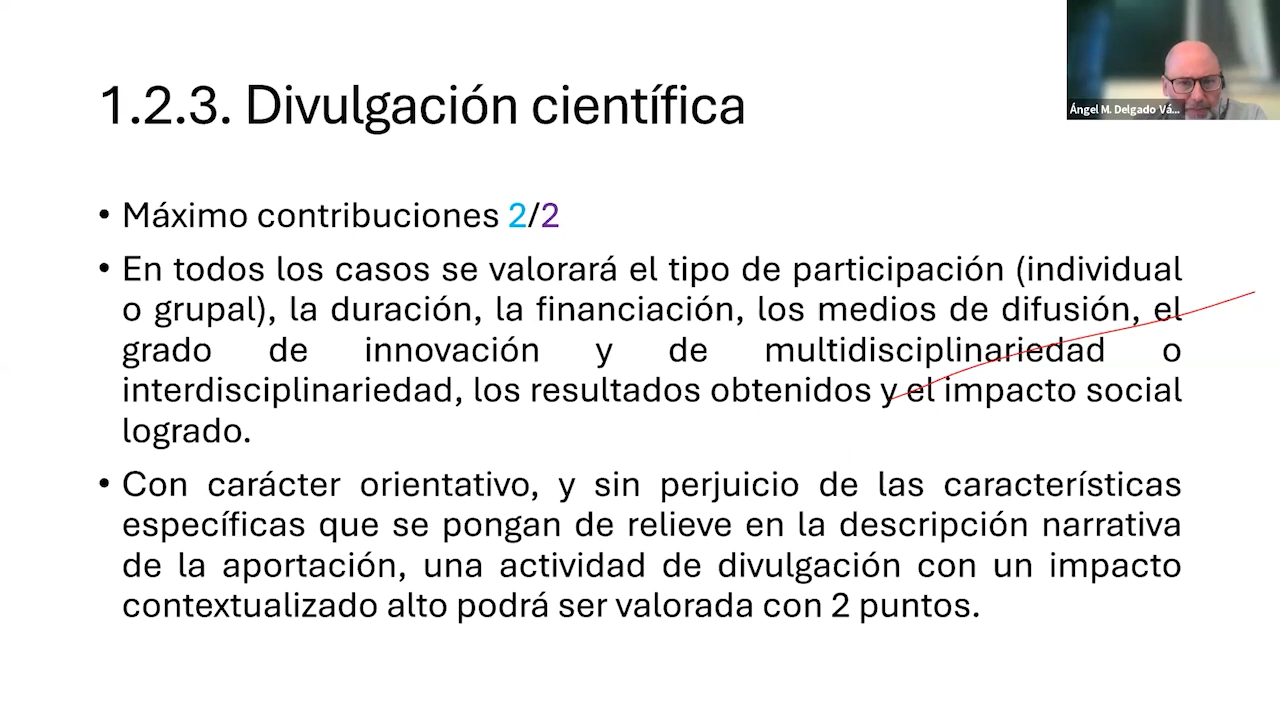 1.2.3. Divulgación científica
Ángel M. Delgado Vá...
• Máximo contribuciones 2/2
• En todos los casos se valorará el tipo de participación (individual
o grupal), la duración, la financiación, los medios de difusión, el
grado de innovación y de multidisciplinariedad o
interdisciplinariedad, los resultados obtenidos y el impacto social
logrado.
• Con carácter orientativo, y sin perjuicio de las características
específicas que se pongan de relieve en la descripción narrativa
de la aportación, una actividad de divulgación con un impacto
contextualizado alto podrá ser valorada con 2 puntos.